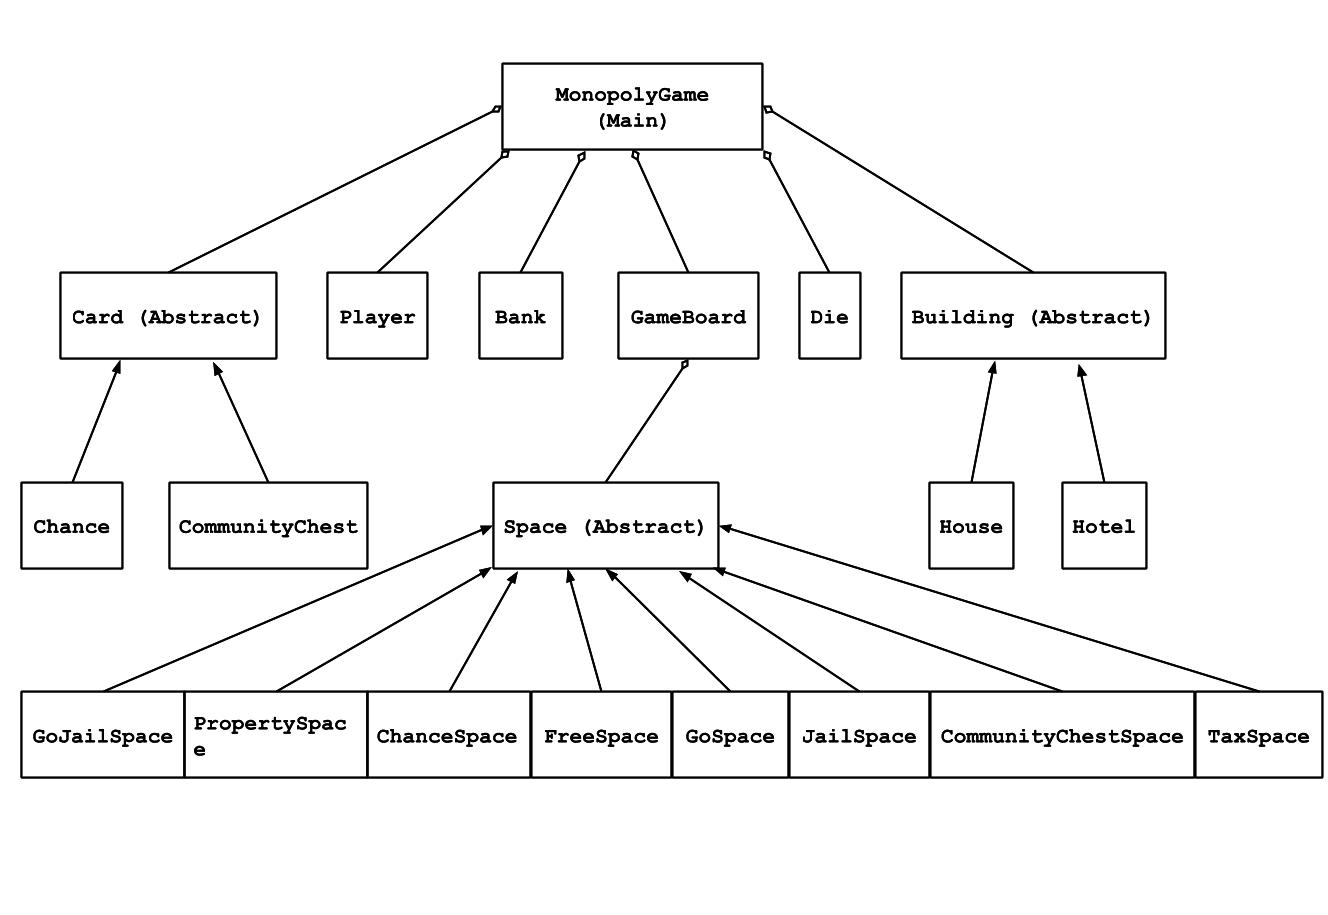 MonopolyGame
(Main)
Card (Abstract)
Player
Bank
GameBoard
Die
Building (Abstract)
Chance
CommunityChest
Space (Abstract)
House
Hotel
GoJailSpace
PropertySpac
e
ChanceSpace
FreeSpace
GoSpace
JailSpace
CommunityChestSpace
TaxSpace